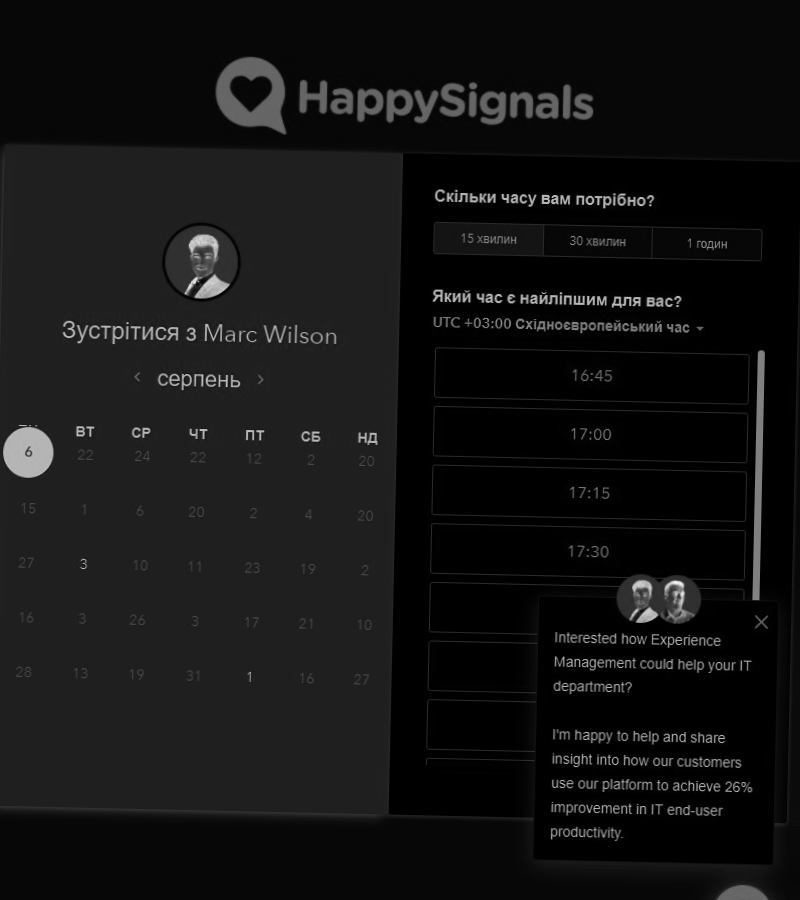 HappySignals
Зустрітися з Marc Wilson
серпень
ВТ СР ЧТ ПТ СБ НД
6 22 24 22 12 2 20
15 1 6 20 2 4 20
27 3 10 11 23 19 2
16 3 26 3 17 21 10
28 13 19 31 1 16 27
Скільки часу вам потрібно?
15 хвилин 30 хвилин 1 годин
Який час є найліпшим для вас?
UTC +03:00 Східноєвропейський час
16:45
17:00
17:15
17:30
Interested how Experience
Management could help your IT
department?
I'm happy to help and share
insight into how our customers
use our platform to achieve 26%
improvement in IT end-user
productivity.